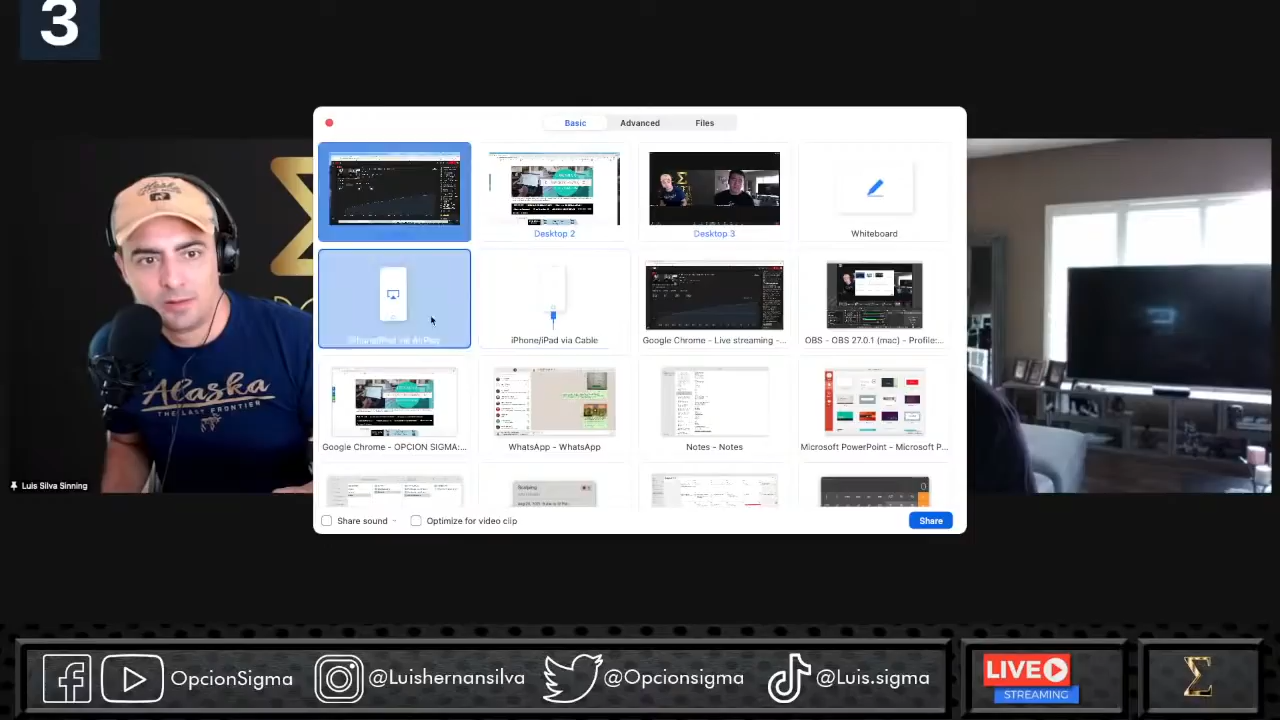 3
Basic
Advanced
Files
Desktop 2
Desktop 3
Whiteboard
iPhone/iPad via Cable
Google Chrome - Live streaming -...
OBS - OBS 27.0.1 (mac) - Profile:...
Google Chrome - OPCION SIGMA:...
WhatsApp - WhatsApp
Notes - Notes
Microsoft PowerPoint - Microsoft P...
Share sound
Optimize for video clip
Share
Alaska
THE LAST FRONTIER
Luis Silva Sinning
OpcionSigma
@Luishernansilva
@Opcionsigma
@Luis.sigma
LIVE
STREAMING
Σ